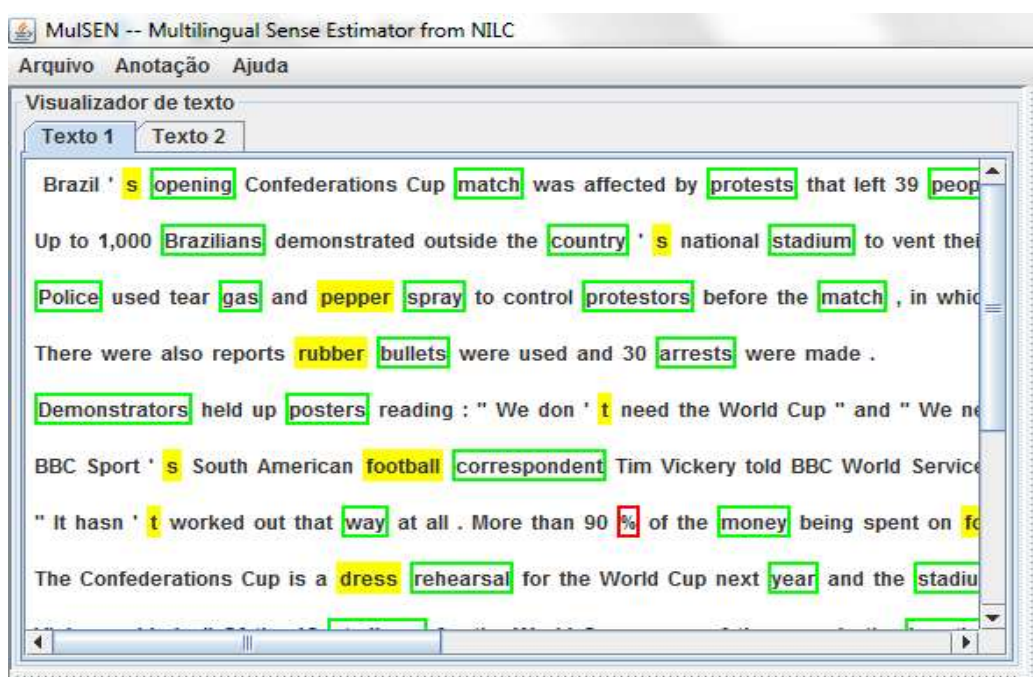 MulSEN -- Multilingual Sense Estimator from NILC
Arquivo Anotação Ajuda
Visualizador de texto
Texto 1 Texto 2
Brazil ' s opening Confederations Cup match was affected by protests that left 39 peop
Up to 1,000 Brazilians demonstrated outside the country ' s national stadium to vent thei
Police used tear gas and pepper spray to control protestors before the match , in whic
There were also reports rubber bullets were used and 30 arrests were made .
Demonstrators held up posters reading : " We don ' t need the World Cup " and " We ne
BBC Sport ' s South American football correspondent Tim Vickery told BBC World Service
" It hasn ' t worked out that way at all . More than 90 % of the money being spent on fo
The Confederations Cup is a dress rehearsal for the World Cup next year and the stadiu